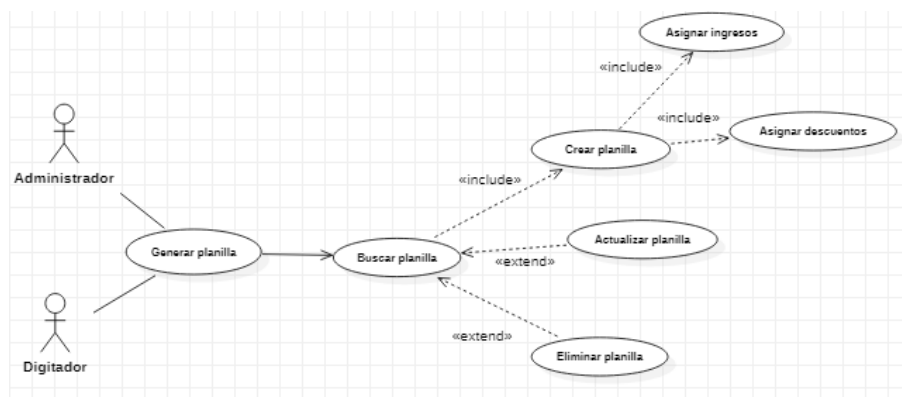 Asignar ingresos
«include»
«include»
Asignar descuentos
Crear planilla
Administrador
«include»
Generar planilla
Buscar planilla
Actualizar planilla
«extend»
«extend»
Eliminar planilla
Digitador